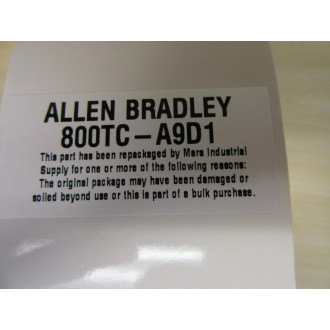 ALLEN BRADLEY
800TC-A9D1
This part has been repackaged by Mara Industrial
Supply for one or more of the following reasons:
The original package may have been damaged or
soiled beyond use or this is part of a bulk purchase.